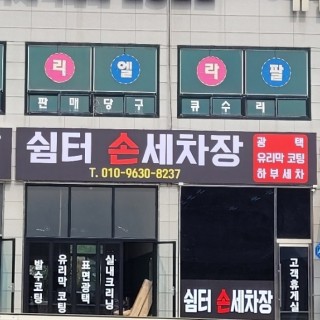 리 엘 라 팔
판매당구 큐수리
쉼터 손세차장
T. 010-9630-8237
광택
유리막 코팅
하부세차
발수코팅
유리막 코팅
표면광택
실내크리닝
쉼터 손세차장
고객휴게실